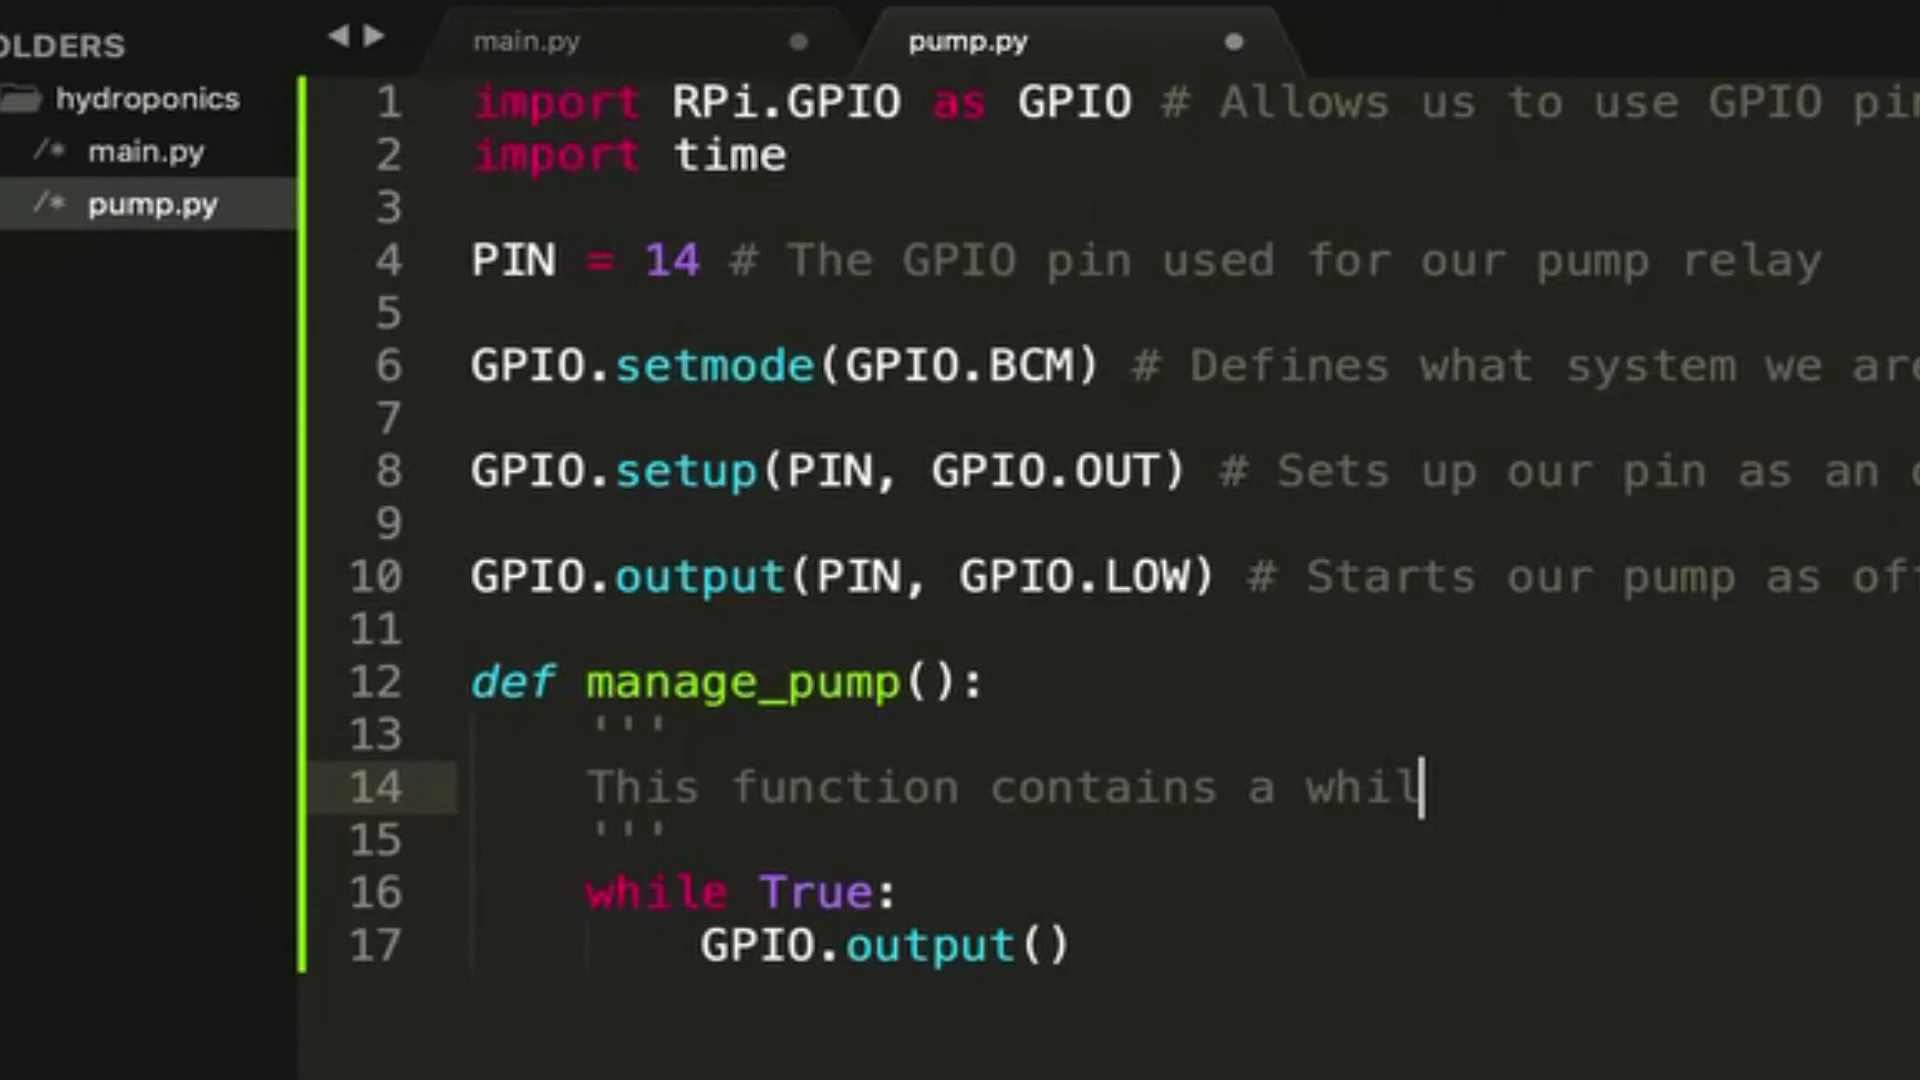 OLDERS
hydroponics
/* main.py
/* pump.py
main.py
pump.py
1 import RPi.GPIO as GPIO # Allows us to use GPIO pin
2 import time
3
4 PIN = 14 # The GPIO pin used for our pump relay
5
6 GPIO.setmode(GPIO.BCM) # Defines what system we are
7
8 GPIO.setup(PIN, GPIO.OUT) # Sets up our pin as an
9
10 GPIO.output(PIN, GPIO.LOW) # Starts our pump as of
11
12 def manage_pump():
13 '''
14 This function contains a whil
15 '''
16 while True:
17 GPIO.output()